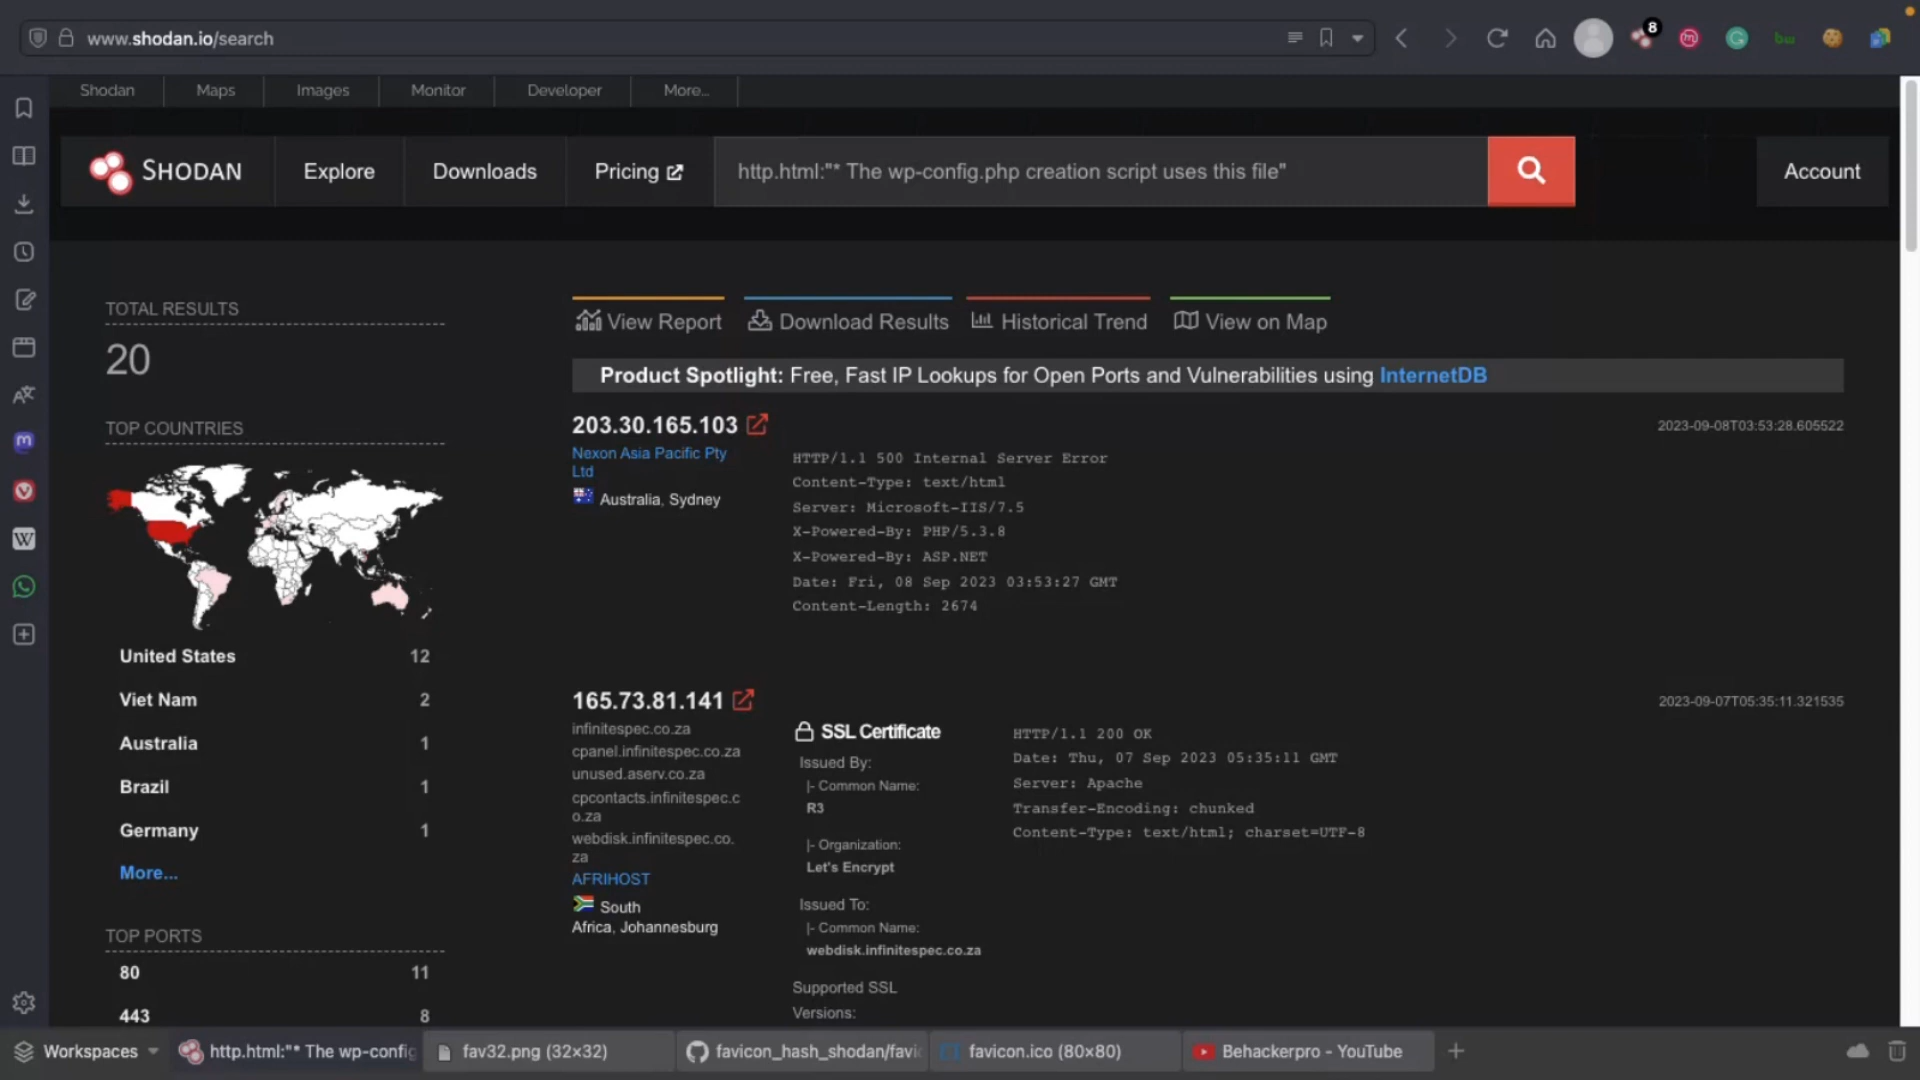 www.shodan.io/search
8
Shodan
Maps
Images
Monitor
Developer
More...
SHODAN
Explore
Downloads
Pricing
http.html:"* The wp-config.php creation script uses this file"
Account
TOTAL RESULTS
20
TOP COUNTRIES
United States 12
Viet Nam 2
Australia 1
Brazil 1
Germany 1
More...
TOP PORTS
80 11
443 8
View Report
Download Results
Historical Trend
View on Map
Product Spotlight: Free, Fast IP Lookups for Open Ports and Vulnerabilities using InternetDB
203.30.165.103
2023-09-08T03:53:28.605522
Nexon Asia Pacific Pty
Ltd
Australia, Sydney
HTTP/1.1 500 Internal Server Error
Content-Type: text/html
Server: Microsoft-IIS/7.5
X-Powered-By: PHP/5.3.8
X-Powered-By: ASP.NET
Date: Fri, 08 Sep 2023 03:53:27 GMT
Content-Length: 2674
165.73.81.141
2023-09-07T05:35:11.321535
infinitespec.co.za
cpanel.infinitespec.co.za
unused.aserv.co.za
cpcontacts.infinitespec.c
o.za
webdisk.infinitespec.co.
za
AFRIHOST
South
Africa, Johannesburg
SSL Certificate
Issued By:
|- Common Name:
R3
|- Organization:
Let's Encrypt
Issued To:
|- Common Name:
webdisk.infinitespec.co.za
Supported SSL
Versions:
HTTP/1.1 200 OK
Date: Thu, 07 Sep 2023 05:35:11 GMT
Server: Apache
Transfer-Encoding: chunked
Content-Type: text/html; charset=UTF-8
Workspaces
http.html:"* The wp-config
fav32.png (32×32)
favicon_hash_shodan/favic
favicon.ico (80×80)
Behackerpro - YouTube